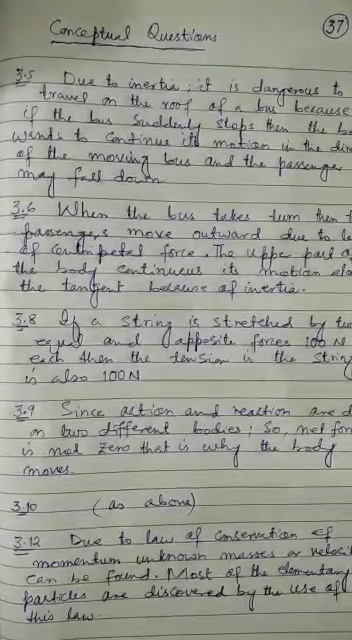 37
Conceptual Questions
3.5 Due to inertia, it is dangerous to
travel on the roof of a bus because
if the bus suddenly stops then the
wants to continue its motion in the
of the moving bus and the passenger
may fall down
3.6 When the bus takes turn then
passengers move outward due to
of centripetal force. The upper part
the body continueus its motion
the tangent because of inertia.
3.8 If a string is stretched by
equal and opposite forces 100 N
each then the tension in the
is also 100N
3.9 Since action and reaction are
on two different bodies; So, net
is not zero that is why the body
moves.
3.10 (as above)
3.12 Due to law of conservation of
momentum unknown masses or
can be found. Most of the elementary
particles are discovered by the use of
this law.